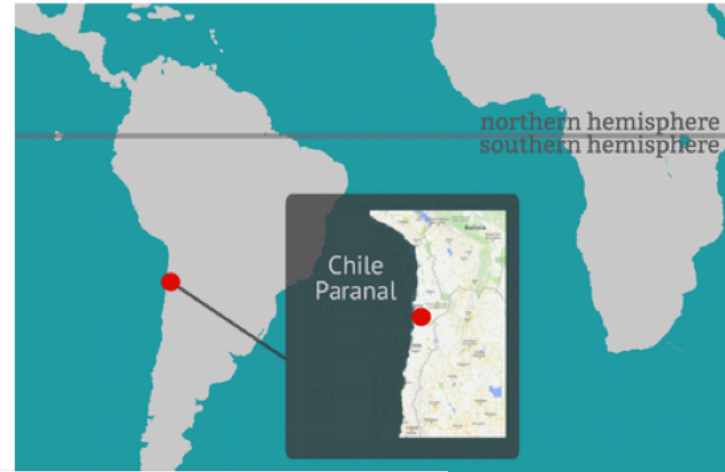 northern hemisphere
southern hemisphere
Chile
Paranal
Bolivia